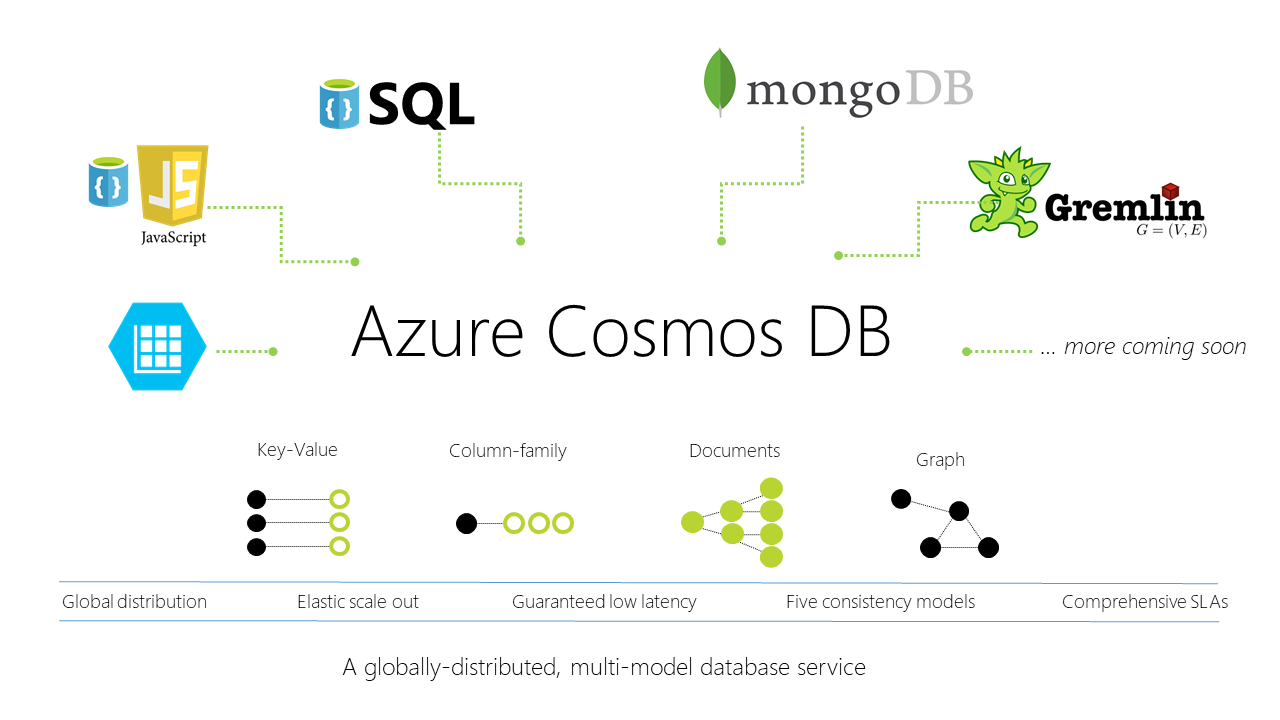 SQL
mongoDB
JS
JavaScript
Gremlin
G = (V, E)
Azure Cosmos DB
... more coming soon
Key-Value
Column-family
Documents
Graph
Global distribution
Elastic scale out
Guaranteed low latency
Five consistency models
Comprehensive SLAs
A globally-distributed, multi-model database service